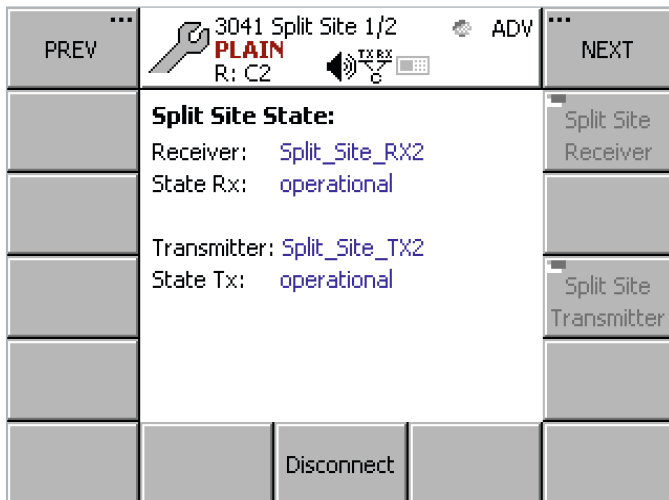 PREV
3041 Split Site 1/2
ADV
PLAIN
R: C2
TX RX
C
NEXT
Split Site State:
Receiver: Split_Site_RX2
State Rx: operational
Transmitter: Split_Site_TX2
State Tx: operational
Split Site
Receiver
Split Site
Transmitter
Disconnect